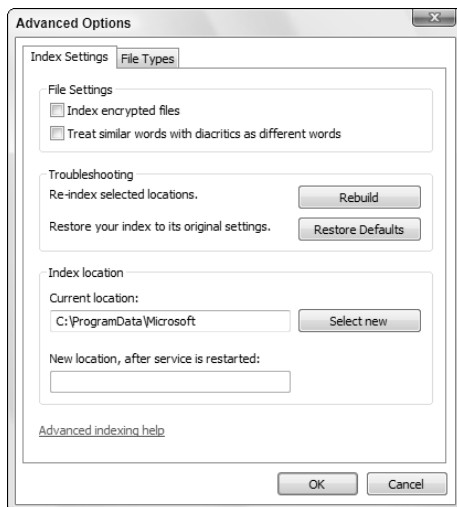 Advanced Options
Index Settings
File Types
File Settings
Index encrypted files
Treat similar words with diacritics as different words
Troubleshooting
Re-index selected locations.
Rebuild
Restore your index to its original settings.
Restore Defaults
Index location
Current location:
C:\ProgramData\Microsoft
Select new
New location, after service is restarted:
Advanced indexing help
OK
Cancel